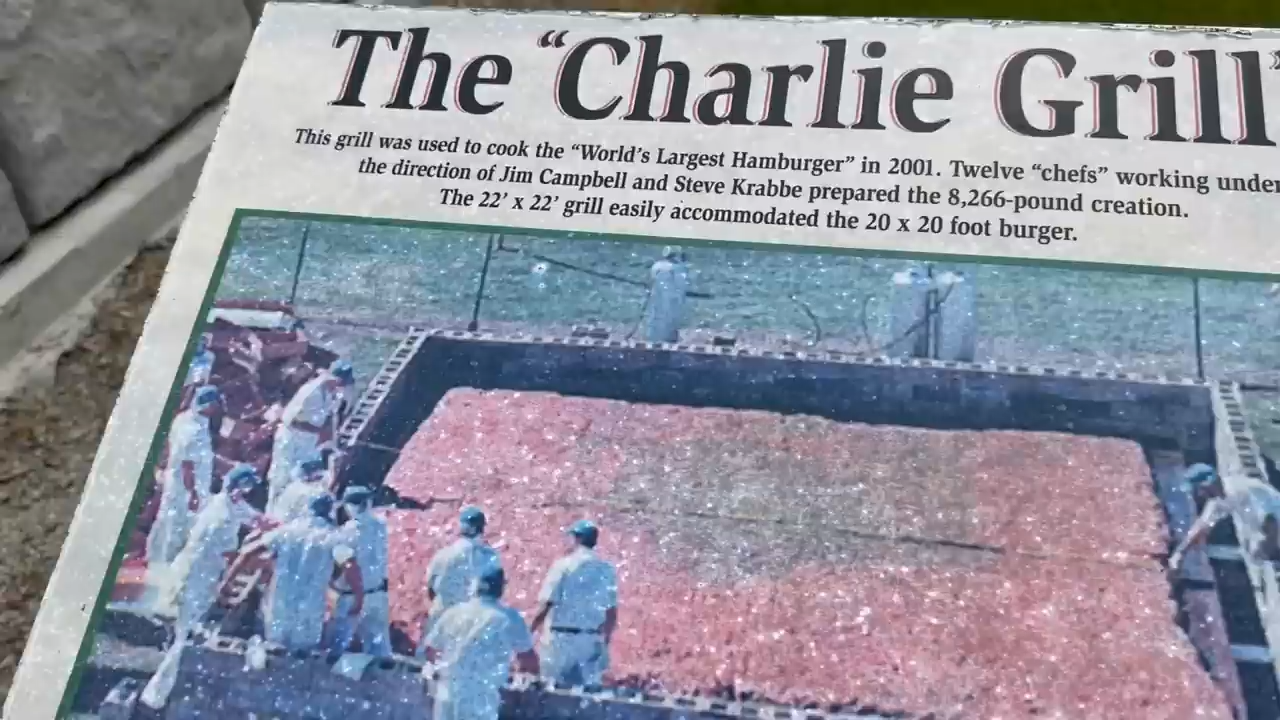 The “Charlie Grill”
This grill was used to cook the “World’s Largest Hamburger” in 2001. Twelve “chefs” working under
the direction of Jim Campbell and Steve Krabbe prepared the 8,266-pound creation.
The 22’ x 22’ grill easily accommodated the 20 x 20 foot burger.